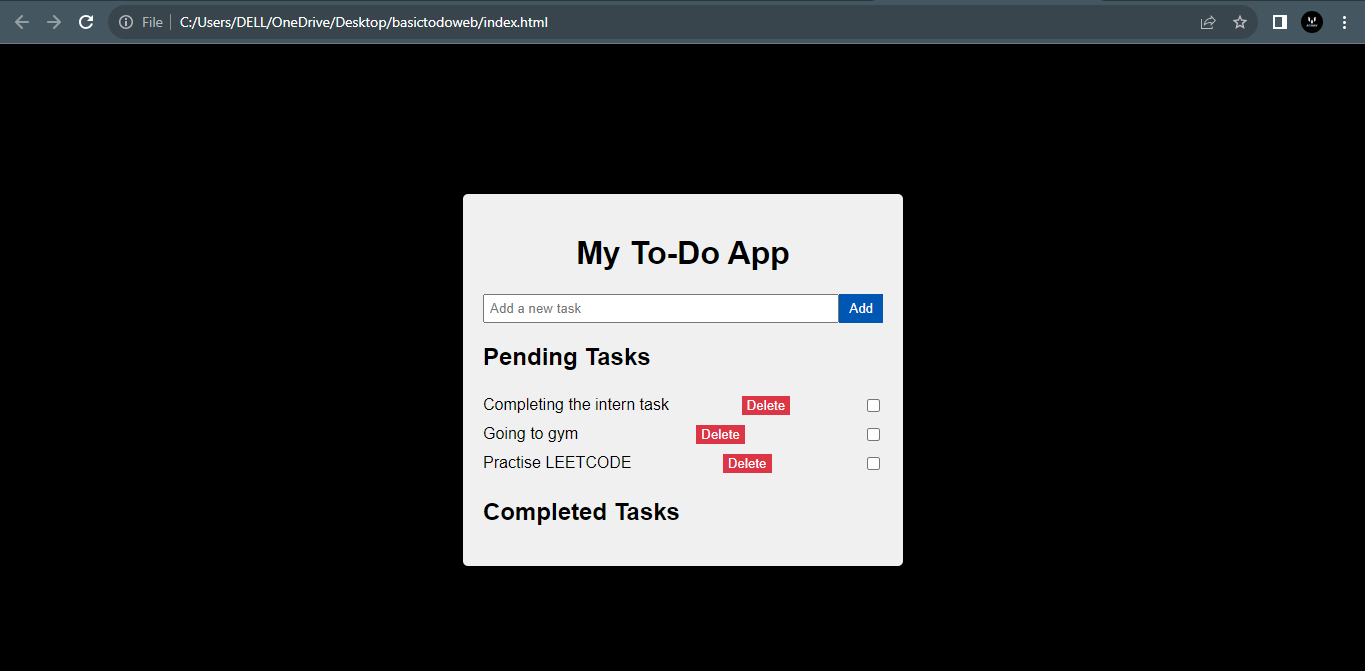 File C:/Users/DELL/OneDrive/Desktop/basictodoweb/index.html
My To-Do App
Add a new task Add
Pending Tasks
Completing the intern task Delete
Going to gym Delete
Practise LEETCODE Delete
Completed Tasks